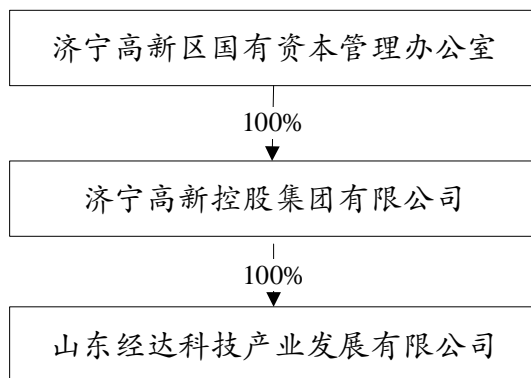 济宁高新区国有资本管理办公室
100%
济宁高新控股集团有限公司
100%
山东经达科技产业发展有限公司